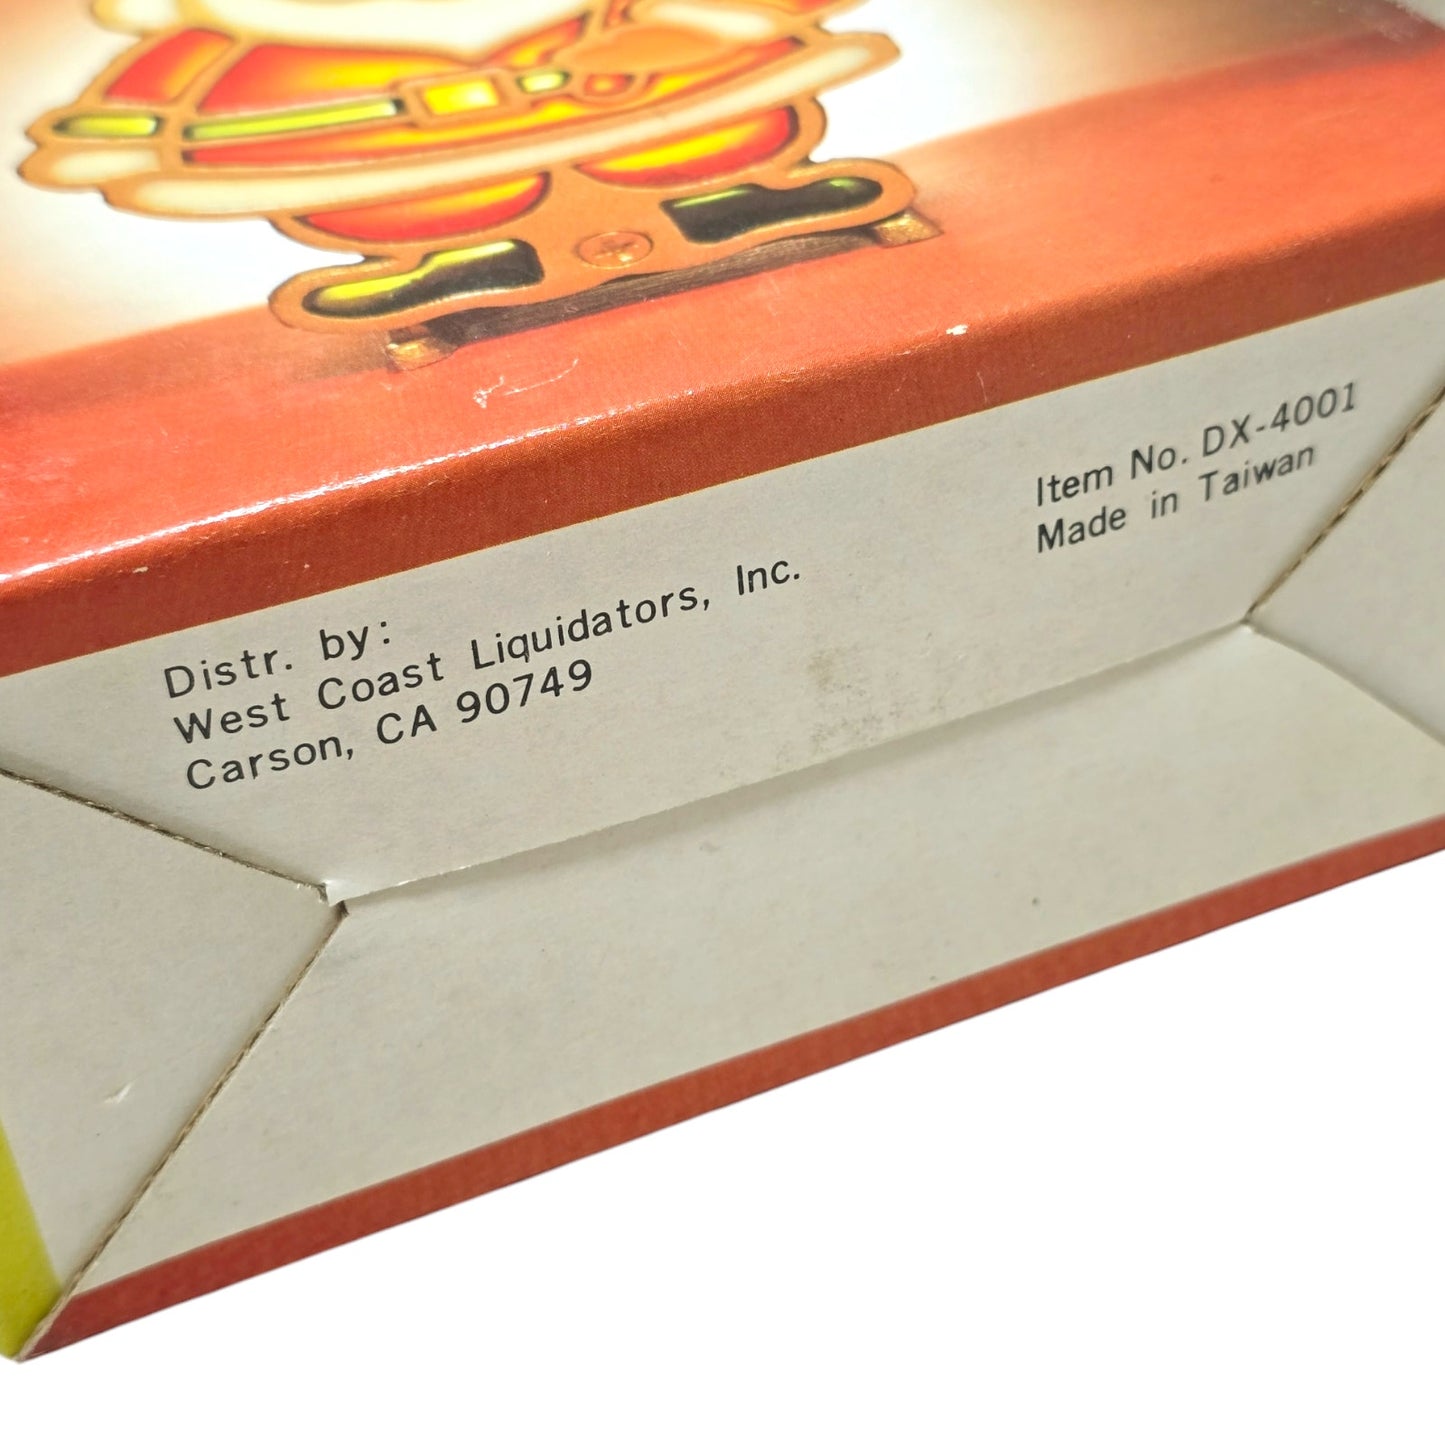 Distr. by:
West Coast Liquidators, Inc.
Carson, CA 90749
Item No. DX-4001
Made in Taiwan